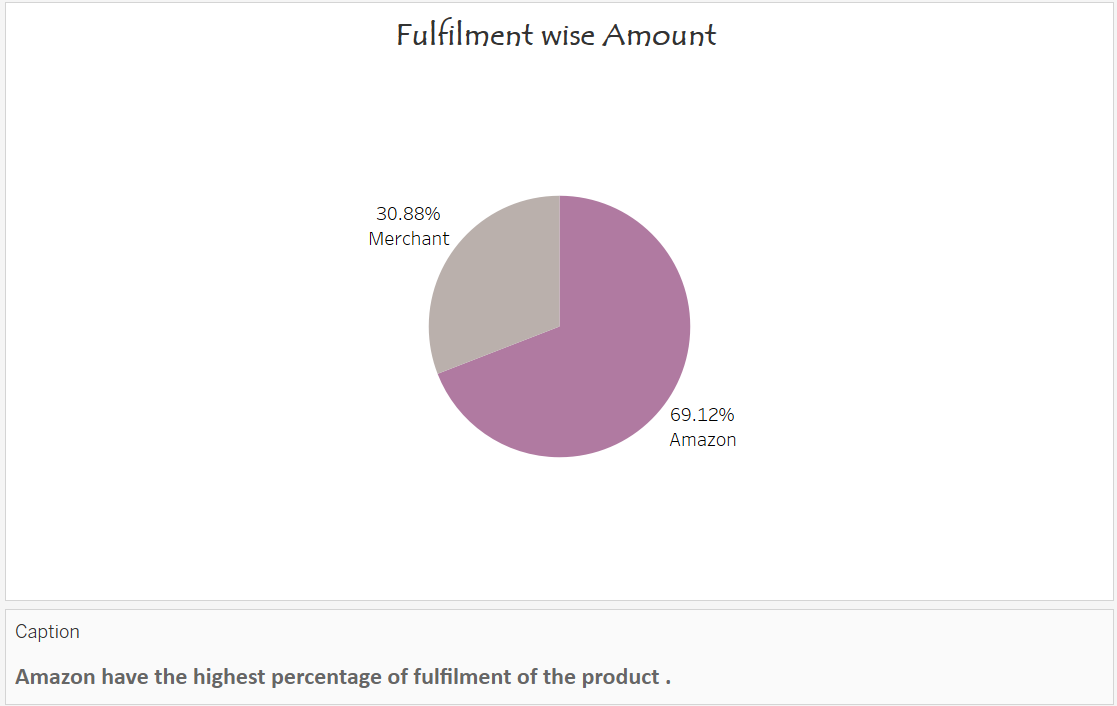 Fulfilment wise Amount
30.88%
Merchant
69.12%
Amazon
Caption
Amazon have the highest percentage of fulfilment of the product .